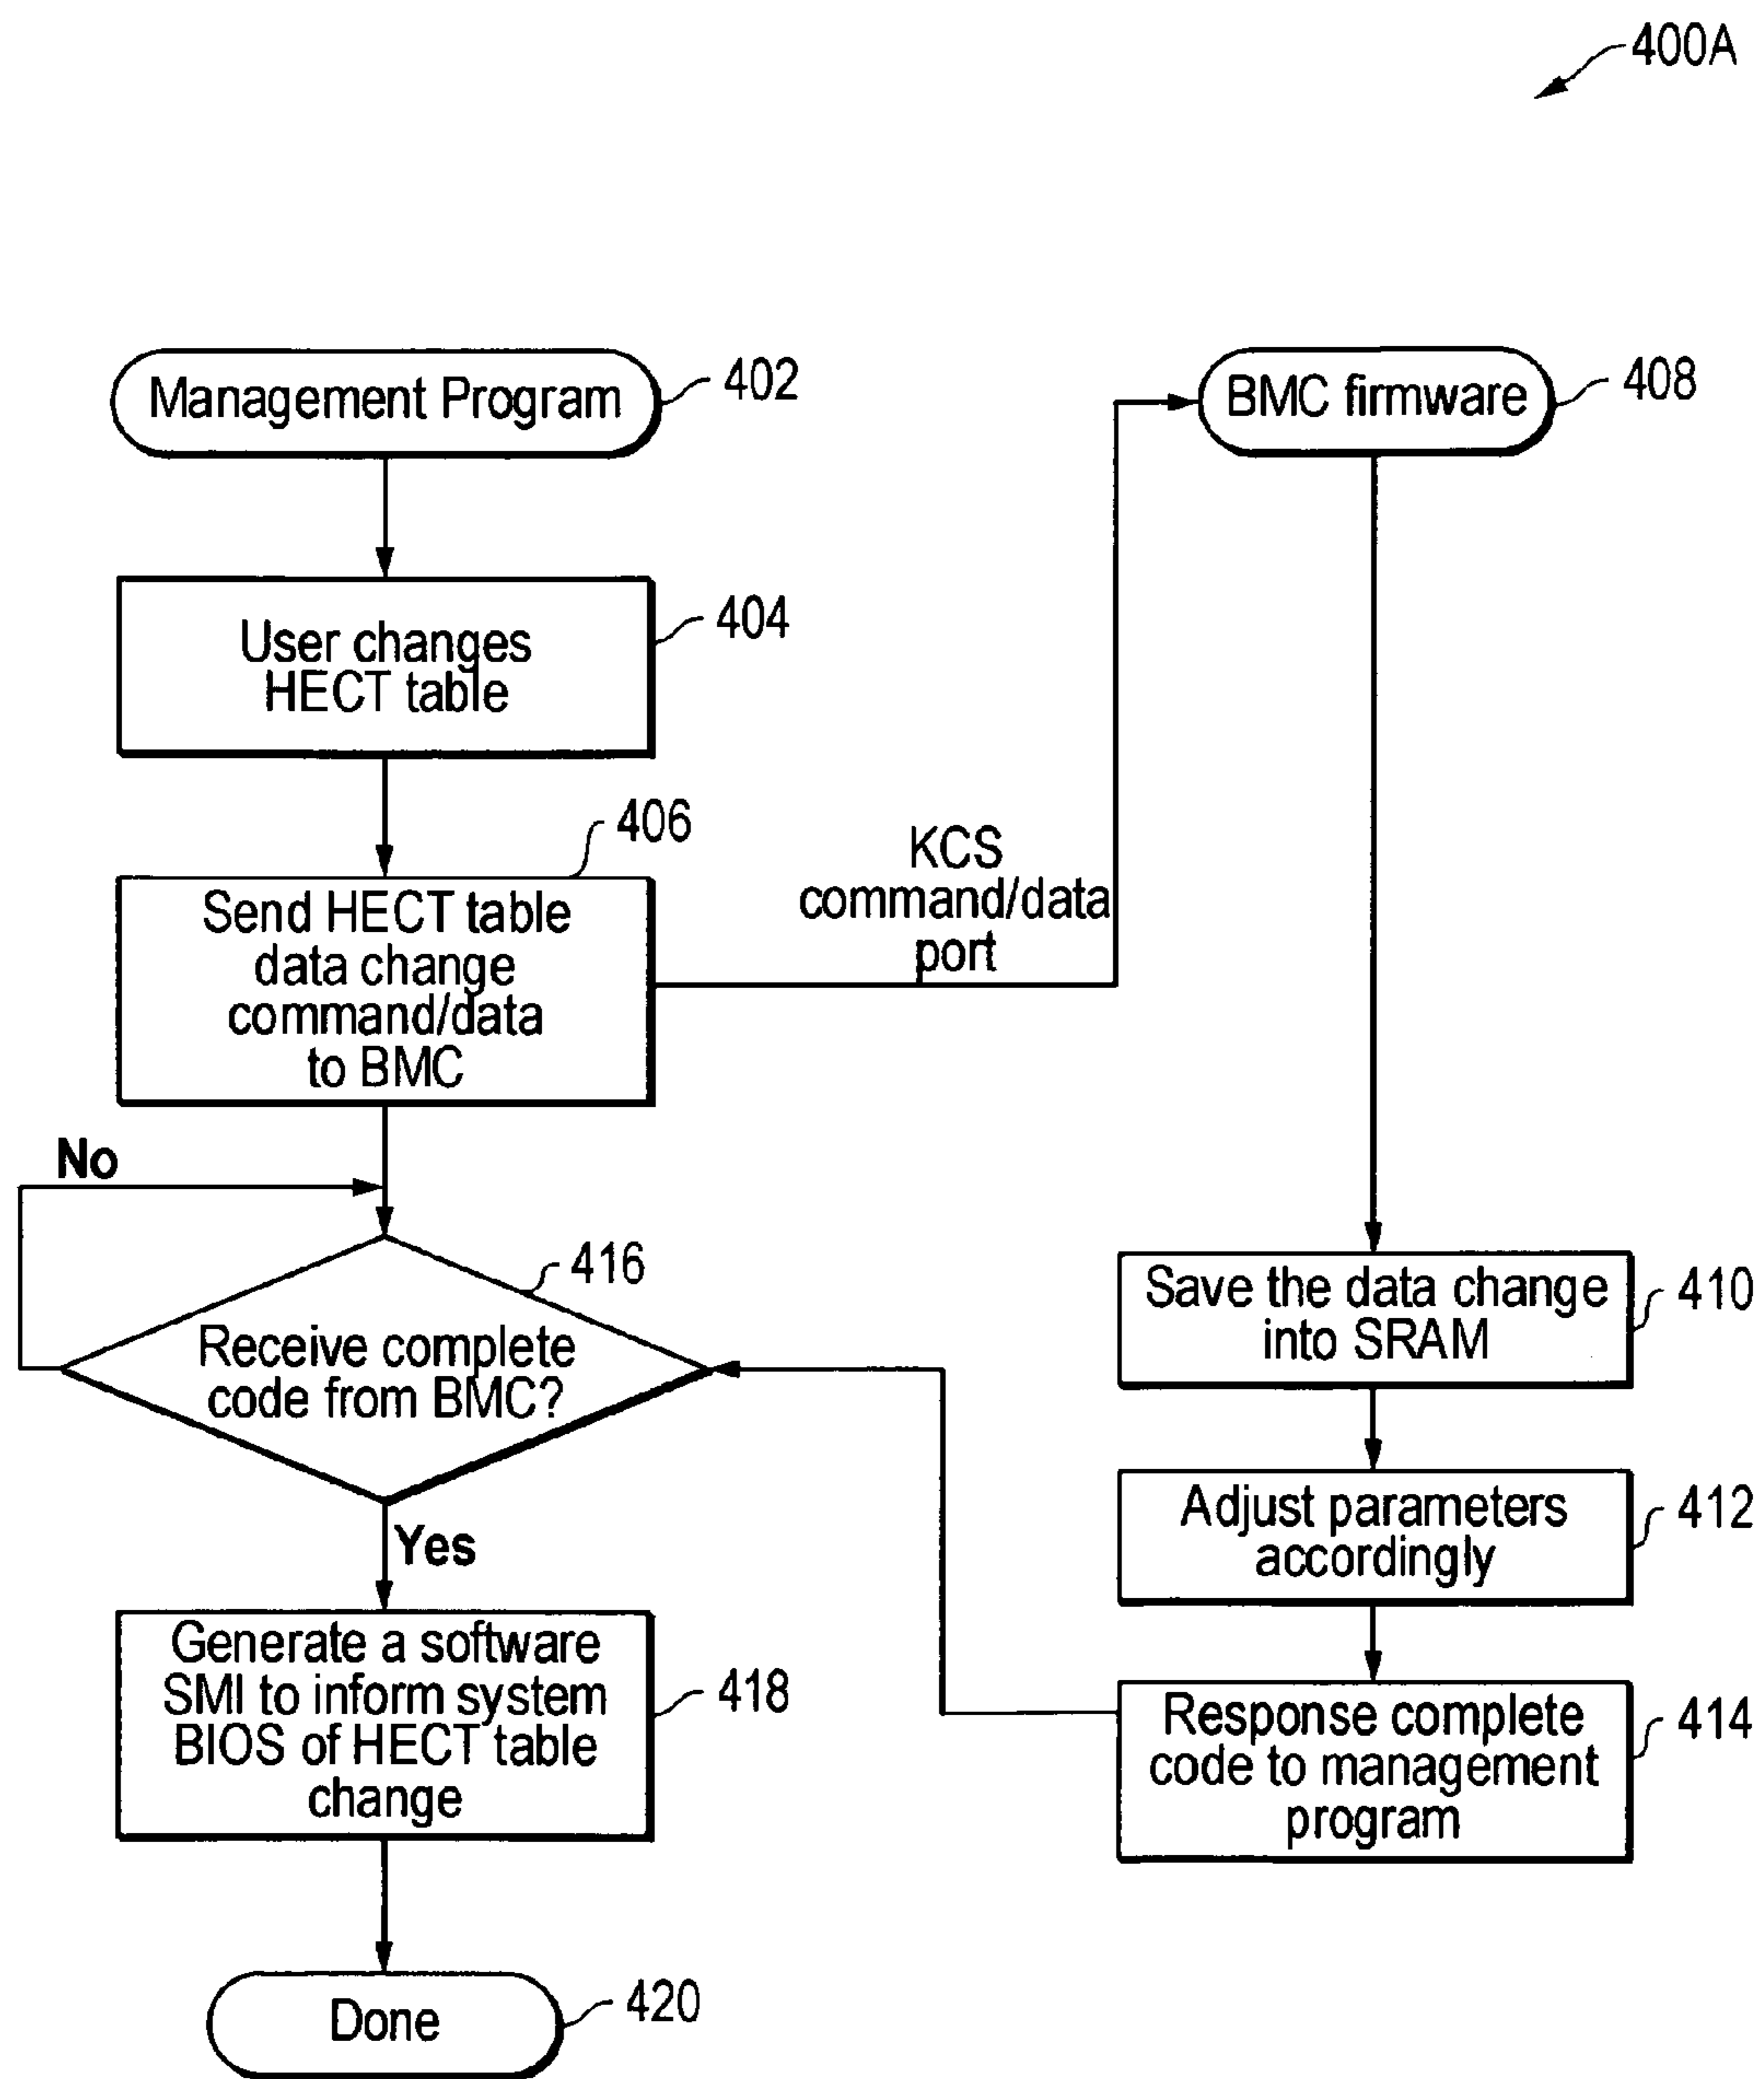 400A
Management Program
402
BMC firmware
408
User changes
HECT table
404
406
Send HECT table
data change
command/data
to BMC
KCS
command/data
port
No
416
Receive complete
code from BMC?
Yes
Save the data change
into SRAM
410
Adjust parameters
accordingly
412
Response complete
code to management
program
414
Generate a software
SMI to inform system
BIOS of HECT table
change
418
Done
420